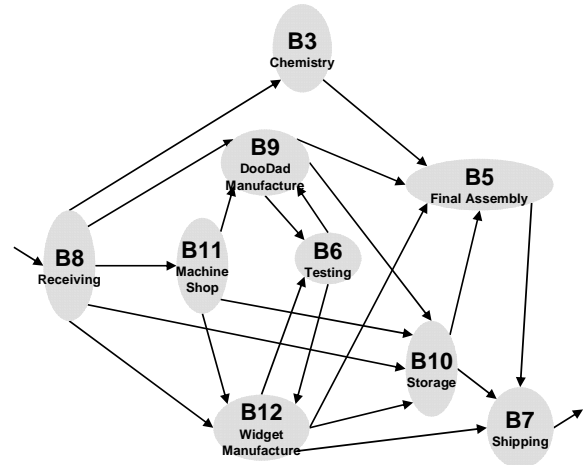 B3
Chemistry
B9
DooDad
Manufacture
B5
Final Assembly
B8
Receiving
B11
Machine
Shop
B6
Testing
B10
Storage
B12
Widget
Manufacture
B7
Shipping